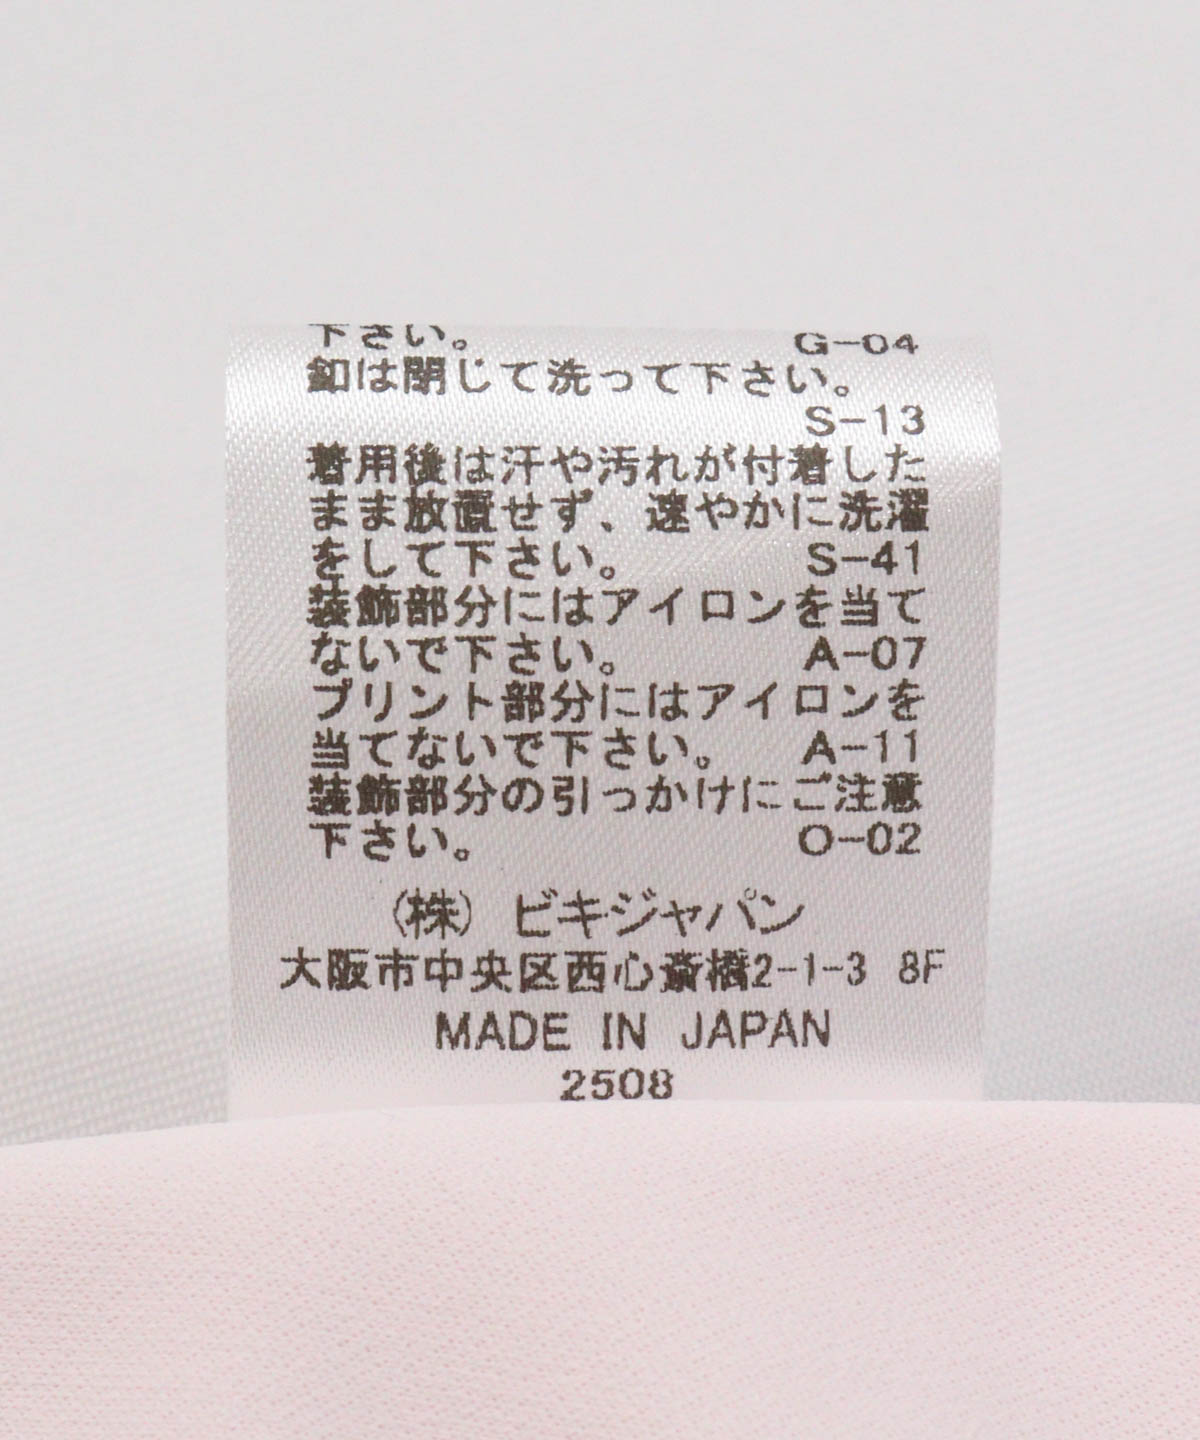 下さい。 G-04
釦は閉じて洗って下さい。
S-13
着用後は汗や汚れが付着した
まま放置せず、速やかに洗濯
をして下さい。 S-41
装飾部分にはアイロンを当て
ないで下さい。 A-07
プリント部分にはアイロンを
当てないで下さい。 A-11
装飾部分の引っかけにご注意
下さい。 O-02
(株) ビキジャパン
大阪市中央区西心斎橋2-1-3 8F
MADE IN JAPAN
2508